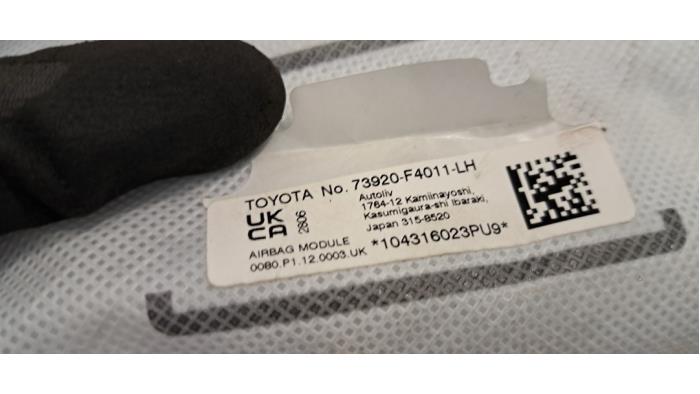 TOYOTA No. 73920-F4011-LH
Autoliv
1764-12 Kamiinayoshi,
Kasumigaura-shi Ibaraki,
Japan 315-8520
UK
CA
2806
AIRBAG MODULE
0080.P1.12.0003.UK
*104316023PU9*